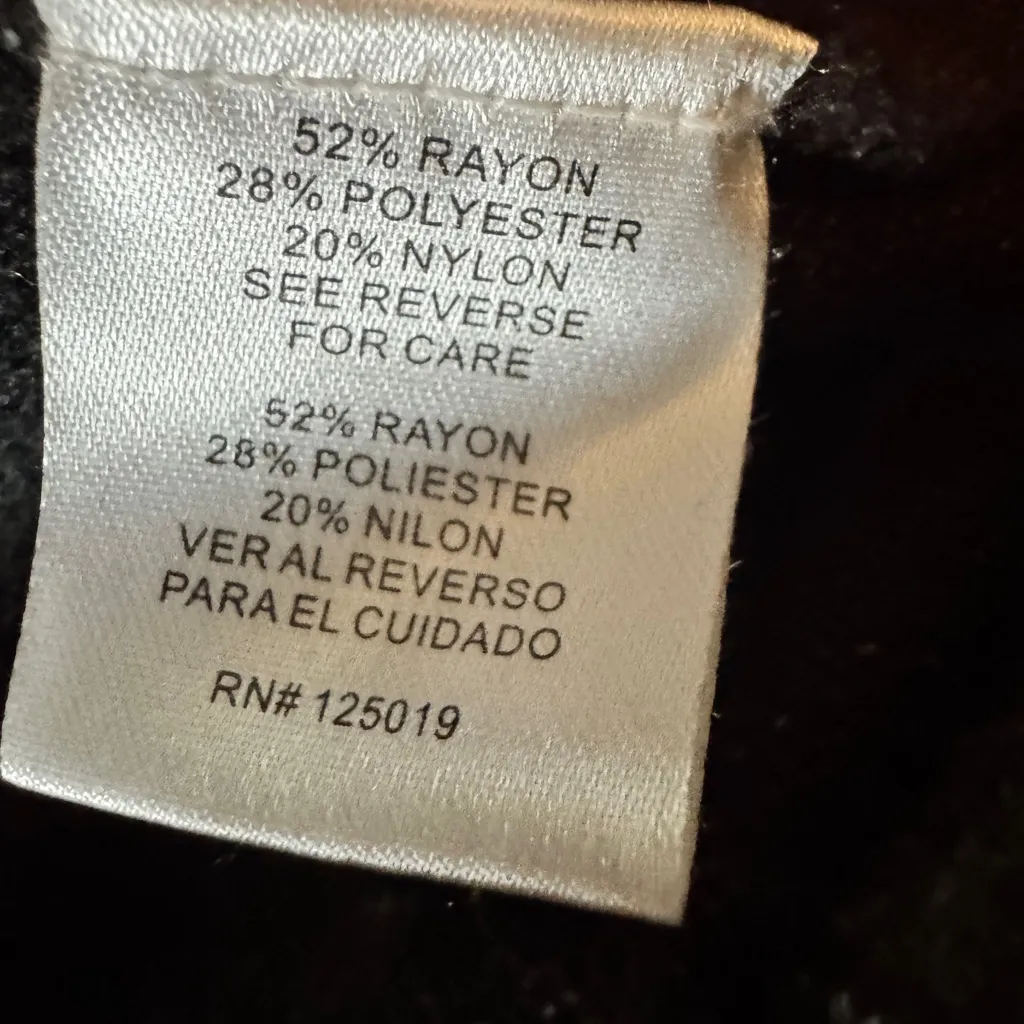 52% RAYON
28% POLYESTER
20% NYLON
SEE REVERSE
FOR CARE
52% RAYON
28% POLIESTER
20% NILON
VER AL REVERSO
PARA EL CUIDADO
RN# 125019